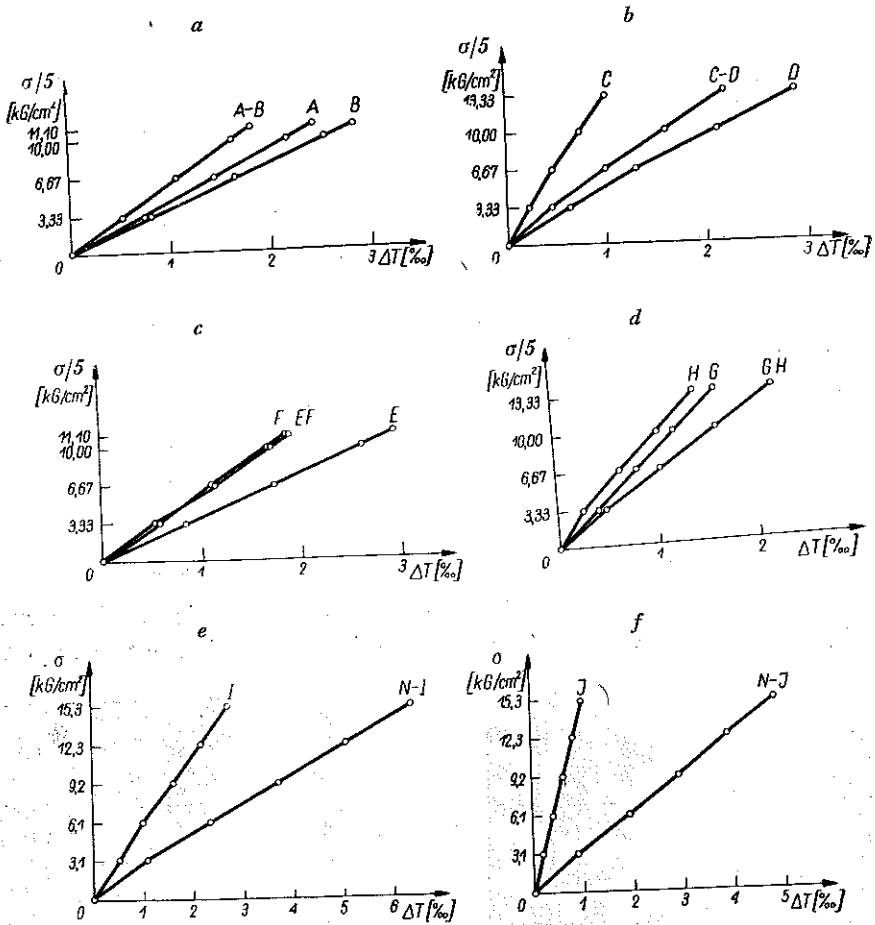 a
σ/5
[kG/cm²]
11,10
10,00
6,67
3,33
0
A-B
A
B
1
2
3
ΔT[‰]
b
σ/5
[kG/cm²]
13,33
10,00
6,67
9,33
0
C
C-D
D
1
2
3
ΔT[‰]
c
σ/5
[kG/cm²]
11,10
10,00
6,67
3,33
0
F
EF
E
1
2
3
ΔT[‰]
d
σ/5
[kG/cm²]
13,33
10,00
6,67
3,33
0
H
G
GH
1
2
ΔT[‰]
e
σ
[kG/cm²]
15,3
12,3
9,2
6,1
3,1
0
I
N-I
1
2
3
4
5
6
ΔT[‰]
f
σ
[kG/cm²]
15,3
12,3
9,2
6,1
3,1
0
J
N-J
1
2
3
4
5
ΔT[‰]